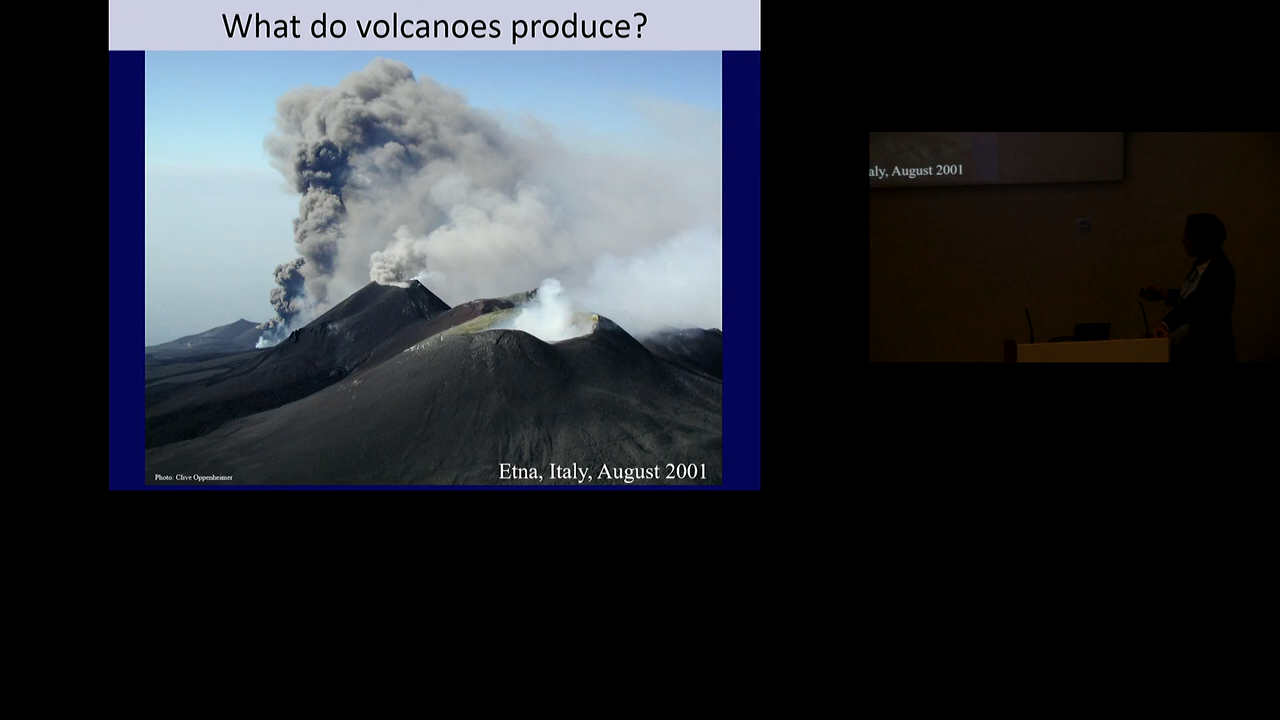 What do volcanoes produce?
Photo: Clive Oppenheimer
Etna, Italy, August 2001
aly, August 2001